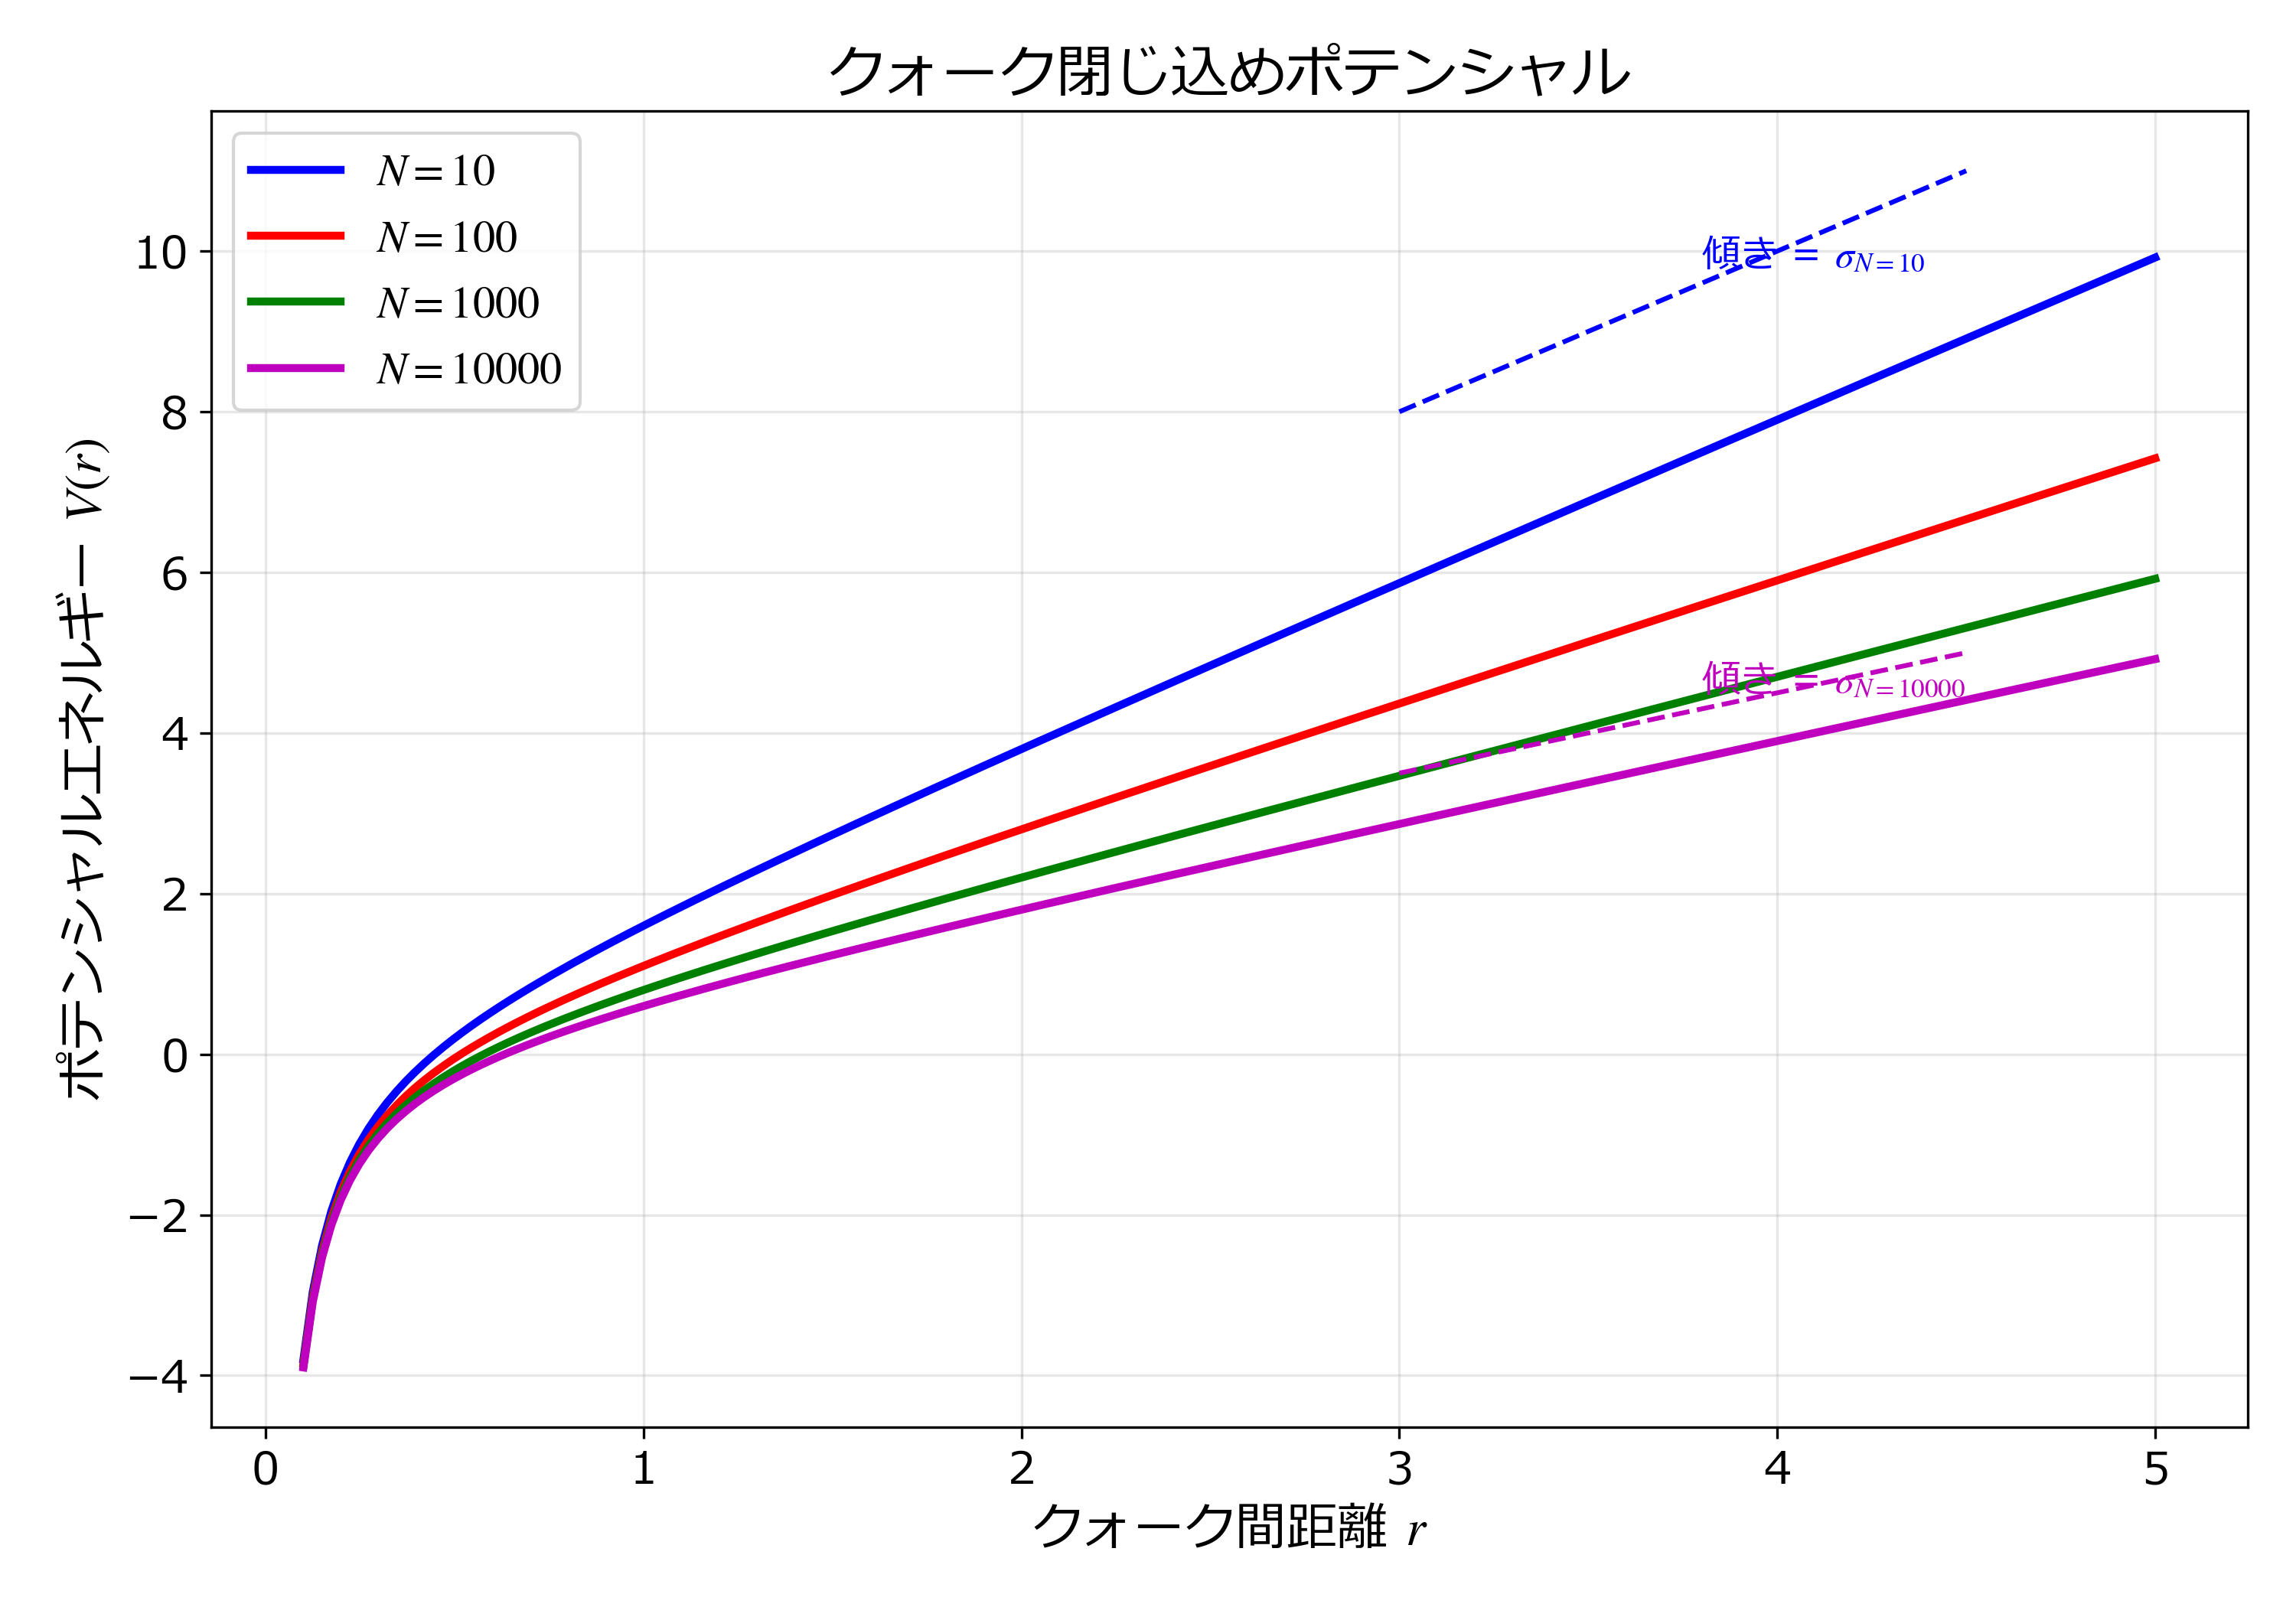 クォーク閉じ込めポテンシャル
N=10
N=100
N=1000
N=10000
傾き = σN=10
傾き = σN=10000
ポテンシャルエネルギー V(r)
10
8
6
4
2
0
−2
−4
0 1 2 3 4 5
クォーク間距離 r